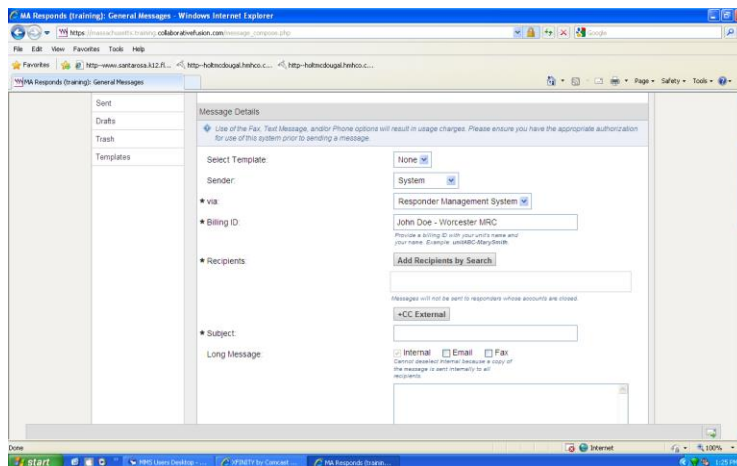 MA Responds (training): General Messages - Windows Internet Explorer
https://massachusetts.training.collaborativefusion.com/message_compose.php
Google
File Edit View Favorites Tools Help
Favorites http--www.santarosa.k12.fl... http--holtmcdougal.hmhco.c... http--holtmcdougal.hmhco.c...
MA Responds (training): General Messages
Page Safety Tools
Sent
Drafts
Trash
Templates
Message Details
Use of the Fax, Text Message, and/or Phone options will result in usage charges. Please ensure you have the appropriate authorization
for use of this system prior to sending a message.
Select Template: None
Sender: System
* via: Responder Management System
* Billing ID: John Doe - Worcester MRC
Provide a billing ID with your unit's name and
your name. Example: unitABC-MarySmith
* Recipients: Add Recipients by Search
Messages will not be sent to responders whose accounts are closed.
+CC External
* Subject:
Long Message: Internal Email Fax
Cannot deselect Internal because a copy of
the message is sent internally to all
recipients.
Done Internet 100%
start MMS Users Desktop - ... XFINITY by Comcast ... MA Responds (trainin... 1:25 PM